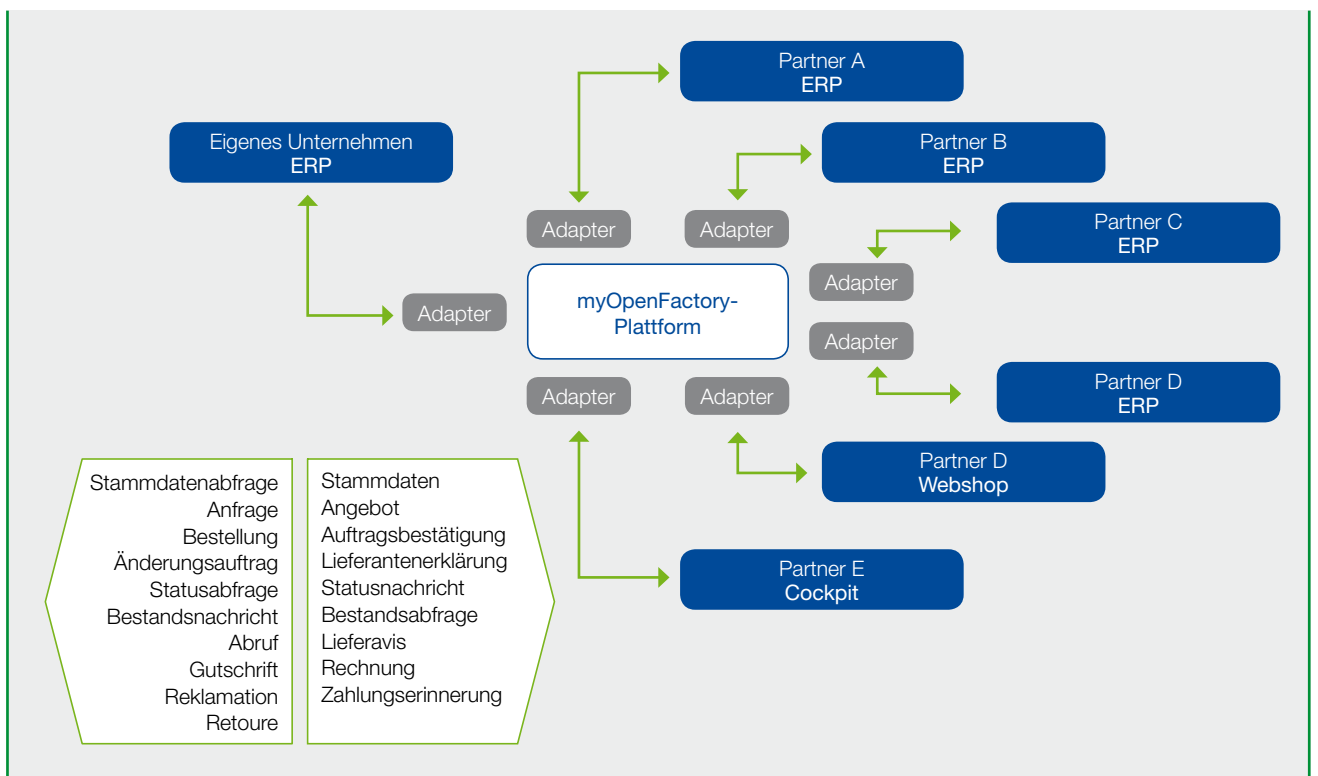 Partner A
ERP
Eigenes Unternehmen
ERP
Partner B
ERP
Adapter
Adapter
Partner C
ERP
Adapter
myOpenFactory-
Plattform
Adapter
Adapter
Adapter
Adapter
Partner D
ERP
Partner D
Webshop
Partner E
Cockpit
Stammdatenabfrage
Anfrage
Bestellung
Änderungsauftrag
Statusabfrage
Bestandsnachricht
Abruf
Gutschrift
Reklamation
Retoure
Stammdaten
Angebot
Auftragsbestätigung
Lieferantenerklärung
Statusnachricht
Bestandsabfrage
Lieferavis
Rechnung
Zahlungserinnerung